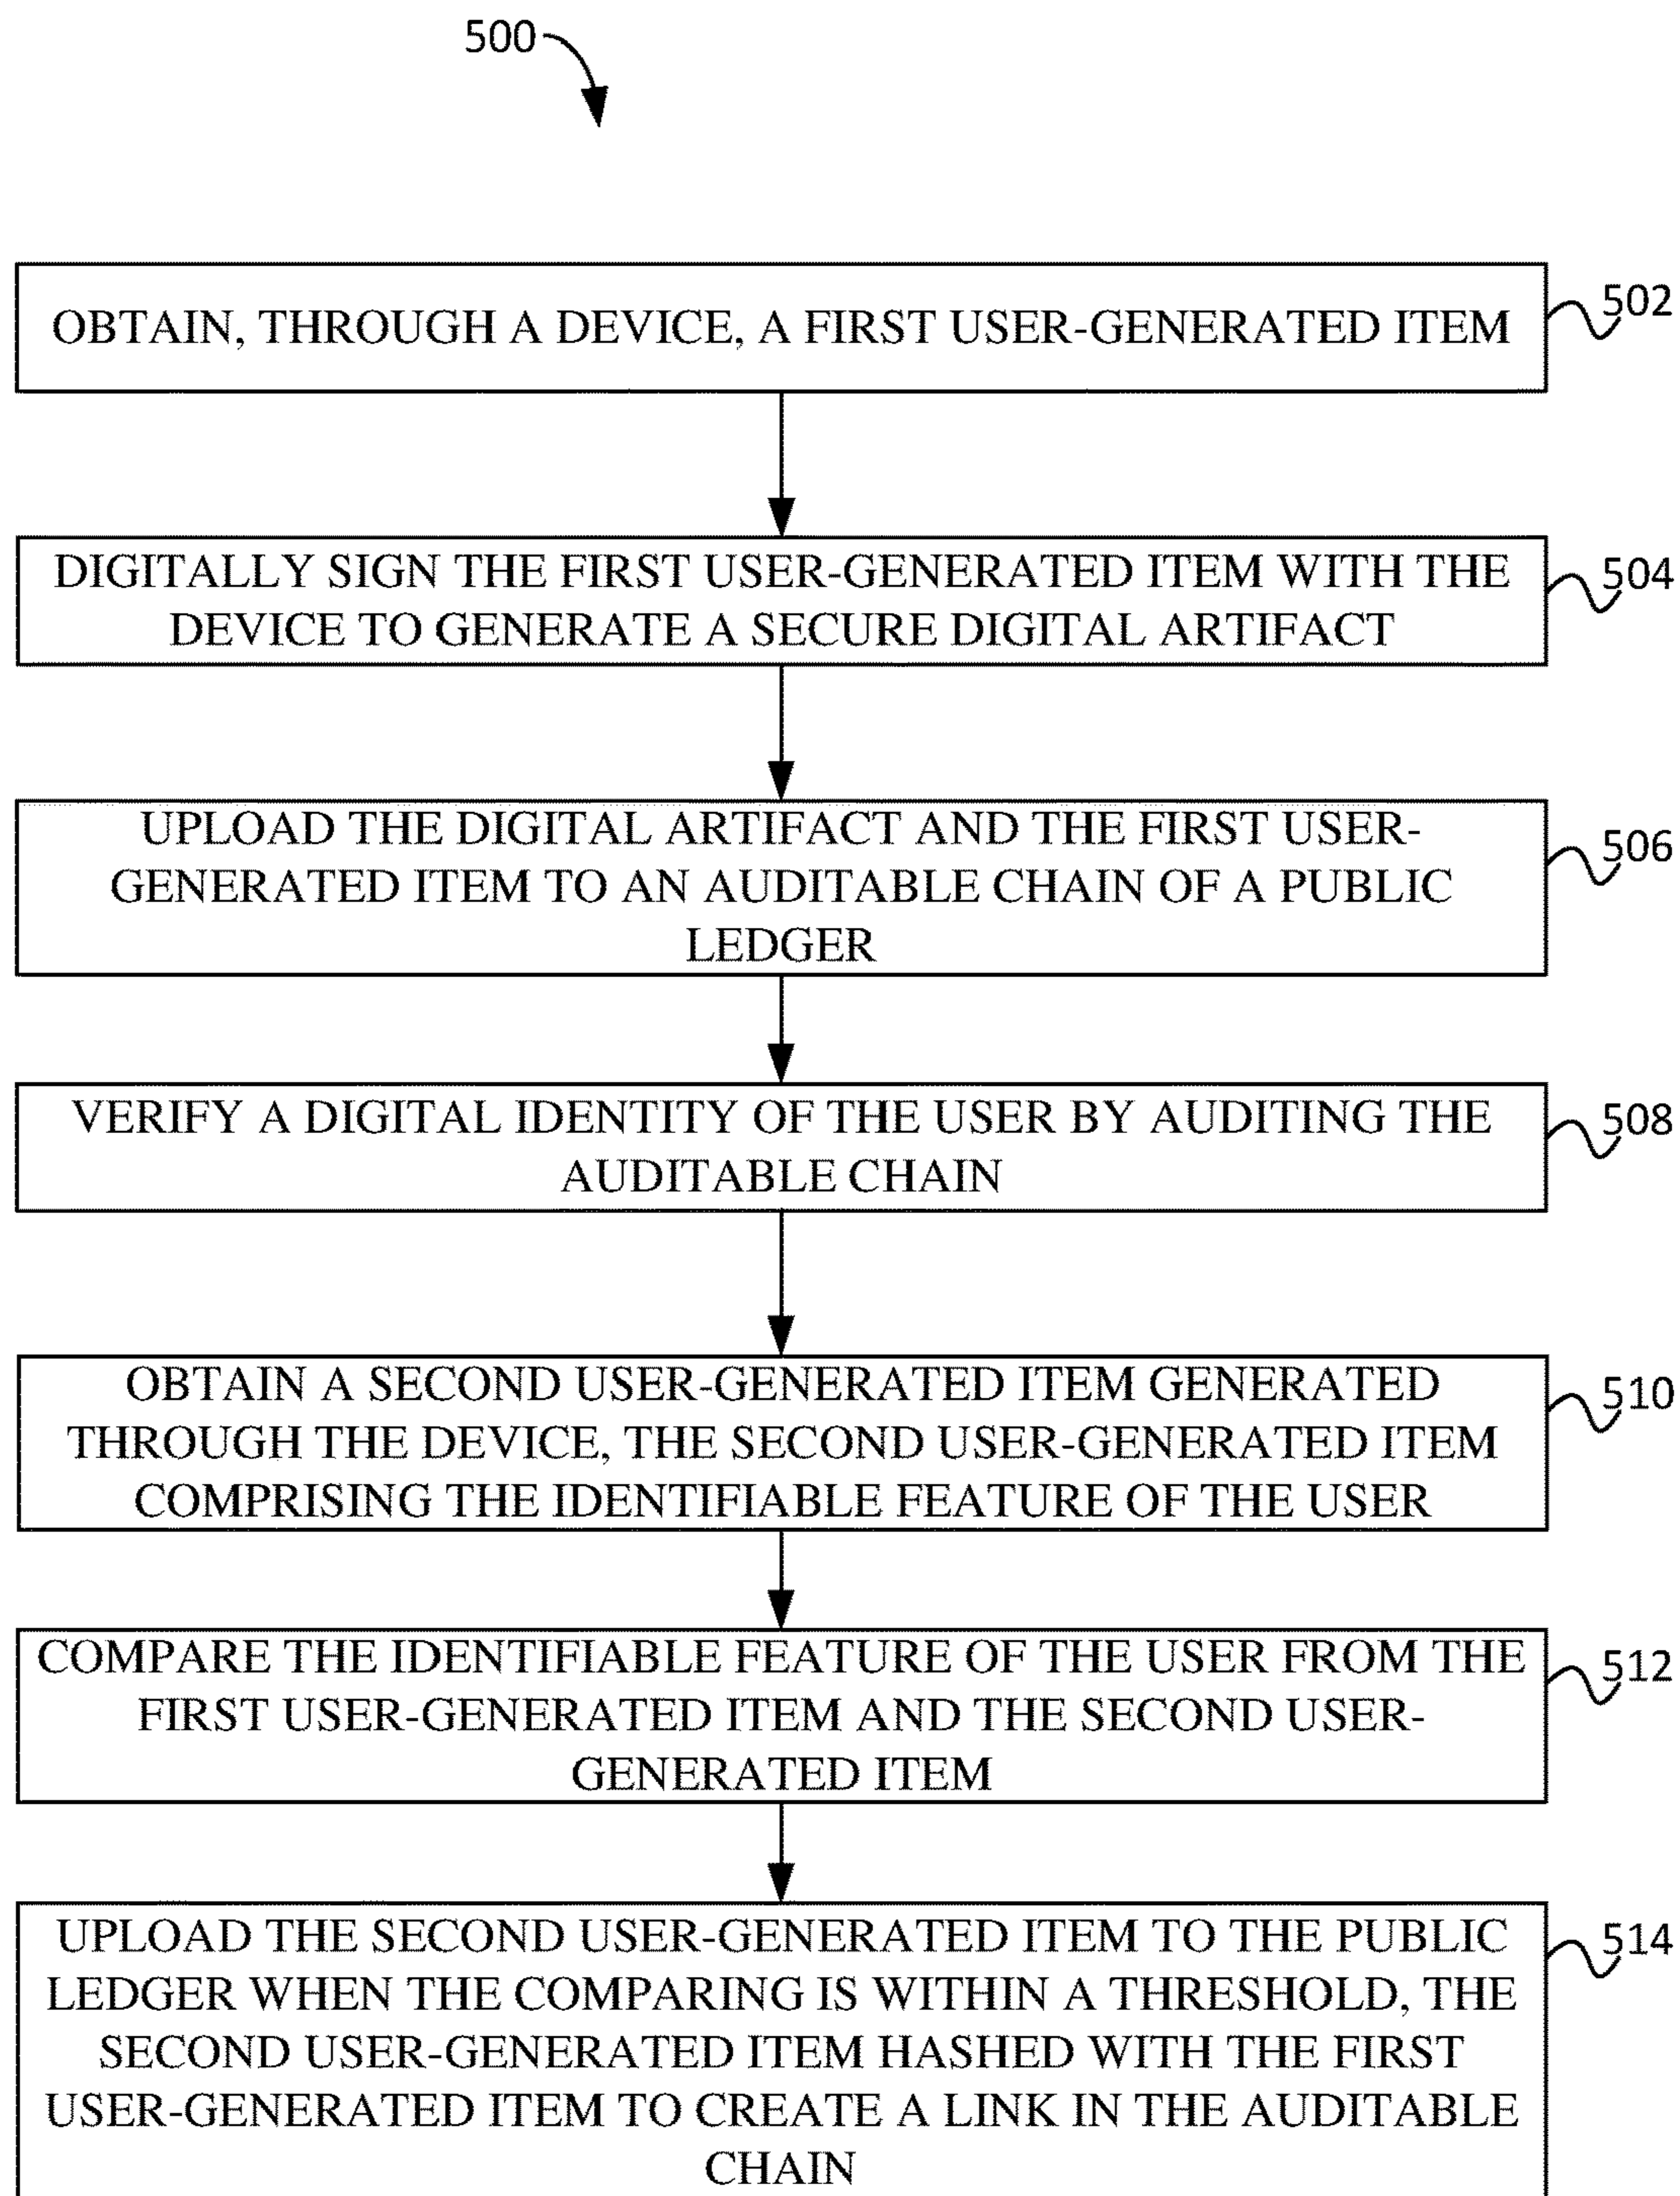 500
OBTAIN, THROUGH A DEVICE, A FIRST USER-GENERATED ITEM
502
DIGITALLY SIGN THE FIRST USER-GENERATED ITEM WITH THE
DEVICE TO GENERATE A SECURE DIGITAL ARTIFACT
504
UPLOAD THE DIGITAL ARTIFACT AND THE FIRST USER-
GENERATED ITEM TO AN AUDITABLE CHAIN OF A PUBLIC
LEDGER
506
VERIFY A DIGITAL IDENTITY OF THE USER BY AUDITING THE
AUDITABLE CHAIN
508
OBTAIN A SECOND USER-GENERATED ITEM GENERATED
THROUGH THE DEVICE, THE SECOND USER-GENERATED ITEM
COMPRISING THE IDENTIFIABLE FEATURE OF THE USER
510
COMPARE THE IDENTIFIABLE FEATURE OF THE USER FROM THE
FIRST USER-GENERATED ITEM AND THE SECOND USER-
GENERATED ITEM
512
UPLOAD THE SECOND USER-GENERATED ITEM TO THE PUBLIC
LEDGER WHEN THE COMPARING IS WITHIN A THRESHOLD, THE
SECOND USER-GENERATED ITEM HASHED WITH THE FIRST
USER-GENERATED ITEM TO CREATE A LINK IN THE AUDITABLE
CHAIN
514